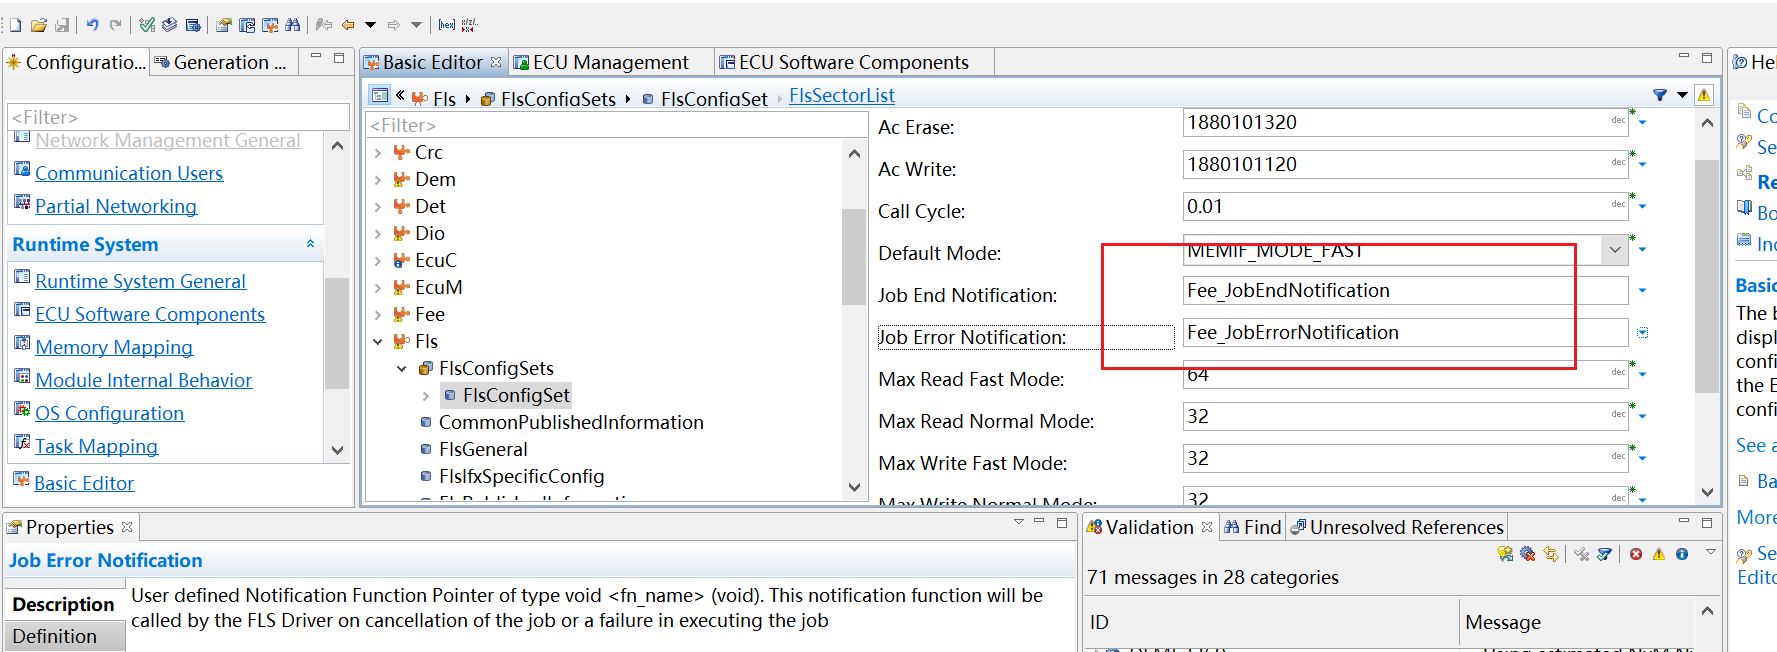 Configuratio...
Generation ...
<Filter>
Network Management General
Communication Users
Partial Networking
Runtime System
Runtime System General
ECU Software Components
Memory Mapping
Module Internal Behavior
OS Configuration
Task Mapping
Basic Editor
Basic Editor
ECU Management
ECU Software Components
Fls
FlsConfigSets
FlsConfigSet
FlsSectorList
<Filter>
Crc
Dem
Det
Dio
EcuC
EcuM
Fee
Fls
FlsConfigSets
FlsConfigSet
CommonPublishedInformation
FlsGeneral
FlsIfxSpecificConfig
Ac Erase:
1880101320
dec
Ac Write:
1880101120
dec
Call Cycle:
0.01
dec
Default Mode:
MEMIF_MODE_FAST
Job End Notification:
Fee_JobEndNotification
Job Error Notification:
Fee_JobErrorNotification
Max Read Fast Mode:
64
dec
Max Read Normal Mode:
32
dec
Max Write Fast Mode:
32
dec
Max Write Normal Mode:
32
dec
Hel
Co
Se
Re
Bo
Inc
Basic
The b
displ
confi
the E
confi
See a
Ba
More
Se
Edito
Properties
Job Error Notification
Description
Definition
User defined Notification Function Pointer of type void <fn_name> (void). This notification function will be
called by the FLS Driver on cancellation of the job or a failure in executing the job
Validation
Find
Unresolved References
71 messages in 28 categories
ID
Message